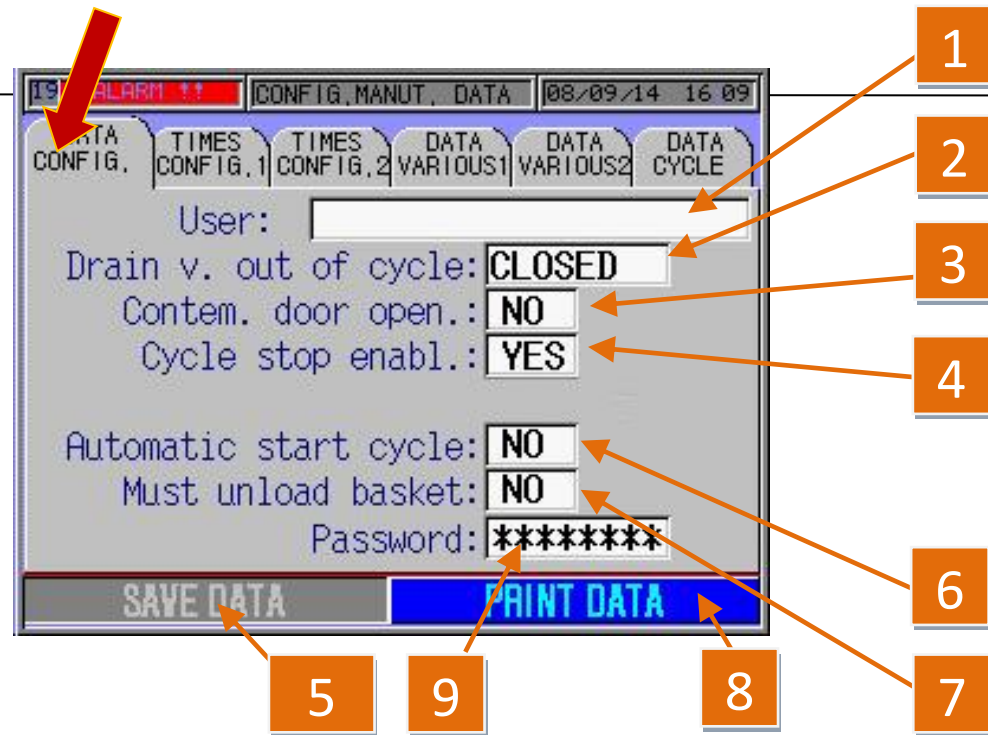 19 ALARM !! CONFIG.MANUT. DATA 08/09/14 16 09
DATA CONFIG.
TIMES CONFIG.1
TIMES CONFIG.2
DATA VARIOUS1
DATA VARIOUS2
DATA CYCLE
User:
Drain v. out of cycle: CLOSED
Contem. door open.: NO
Cycle stop enabl.: YES
Automatic start cycle: NO
Must unload basket: NO
Password: ********
SAVE DATA PRINT DATA
1
2
3
4
6
7
5
9
8